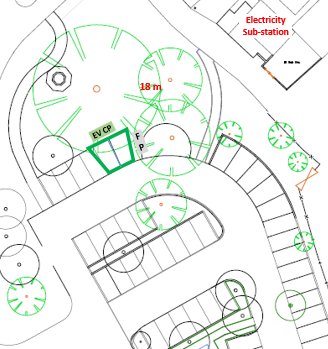 Electricity
Sub-station
18 m
EV CP
F
P